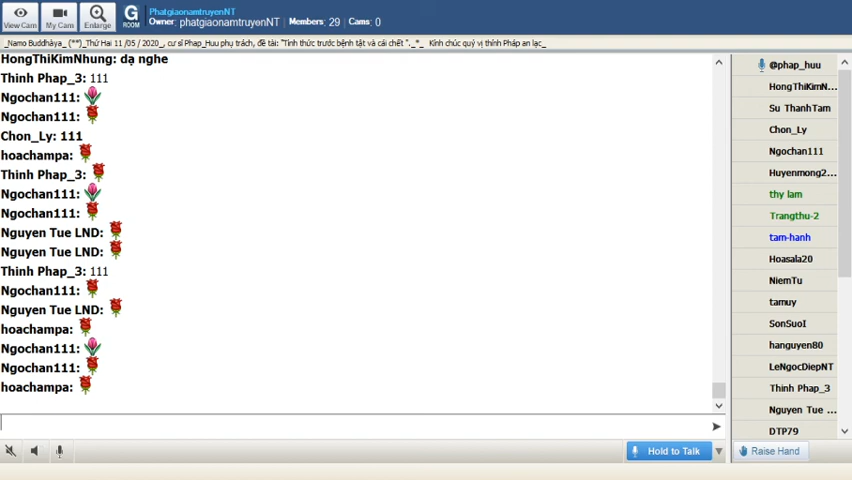 View Cam
My Cam
Enlarge
G
ROOM
PhatgiaonamtruyenNT
Owner: phatgiaonamtruyenNT Members: 29 Cams: 0
_Namo Buddhàya_ (**)_Thứ Hai 11 /05 / 2020_, cư sĩ Phap_Huu phụ trách, đề tài: "Tỉnh thức trước bệnh tật và cái chết "._*_ Kính chúc quý vị thính Pháp an lạc_
HongThiKimNhung: dạ nghe
Thinh Phap_3: 111
Ngochan111:
Ngochan111:
Chon_Ly: 111
hoachampa:
Thinh Phap_3:
Ngochan111:
Ngochan111:
Nguyen Tue LND:
Nguyen Tue LND:
Thinh Phap_3: 111
Ngochan111:
Nguyen Tue LND:
hoachampa:
Ngochan111:
Ngochan111:
hoachampa:
Hold to Talk
@phap_huu
HongThiKimN...
Su ThanhTam
Chon_Ly
Ngochan111
Huyenmong2...
thy lam
Trangthu-2
tam-hanh
Hoasala20
NiemTu
tamuy
SonSuoI
hanguyen80
LeNgocDiepNT
Thinh Phap_3
Nguyen Tue ...
DTP79
Raise Hand